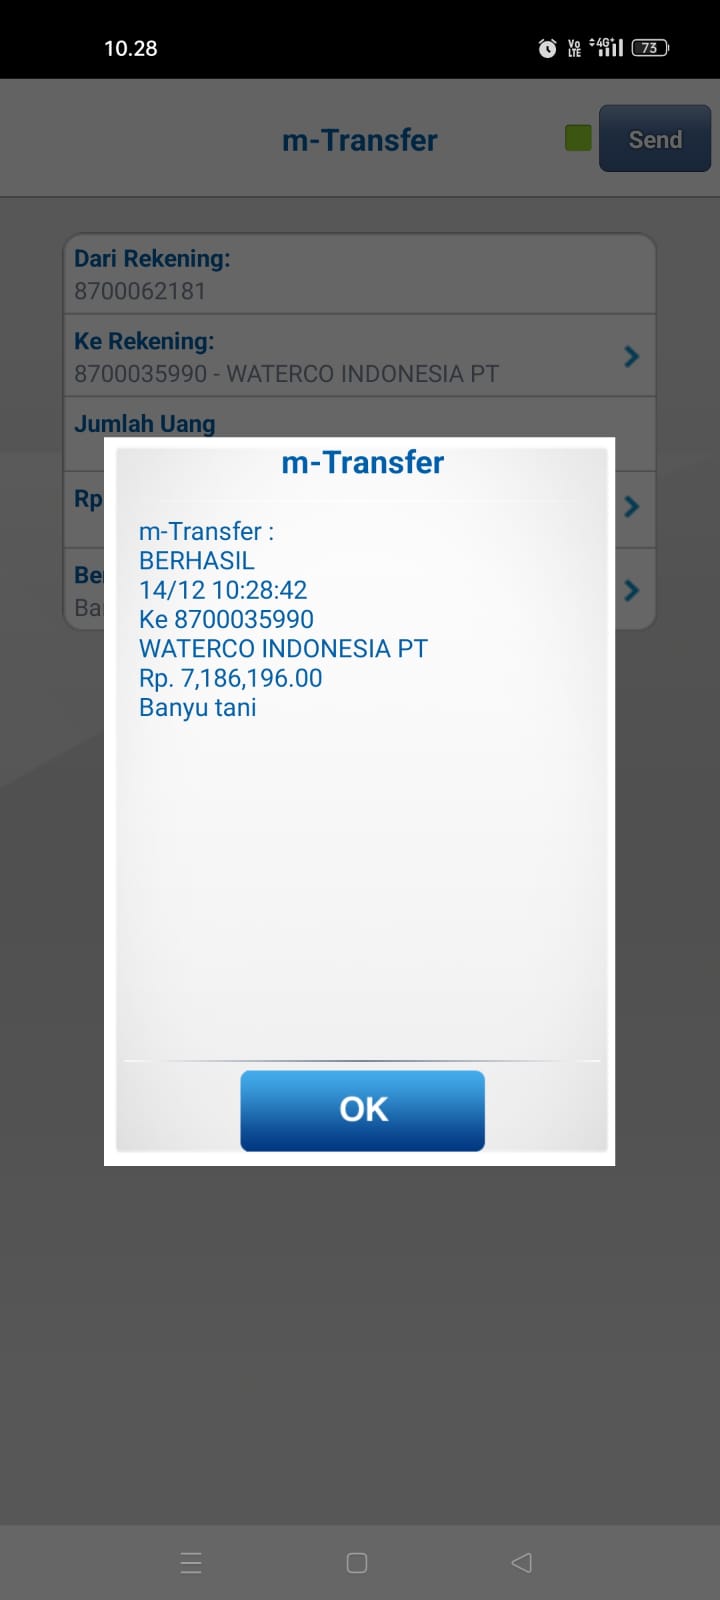 10.28
Vo LTE 4G+ 73
m-Transfer
Send
Dari Rekening:
8700062181
Ke Rekening:
8700035990 - WATERCO INDONESIA PT
Jumlah Uang
Rp
Be
Ba
m-Transfer
m-Transfer :
BERHASIL
14/12 10:28:42
Ke 8700035990
WATERCO INDONESIA PT
Rp. 7,186,196.00
Banyu tani
OK